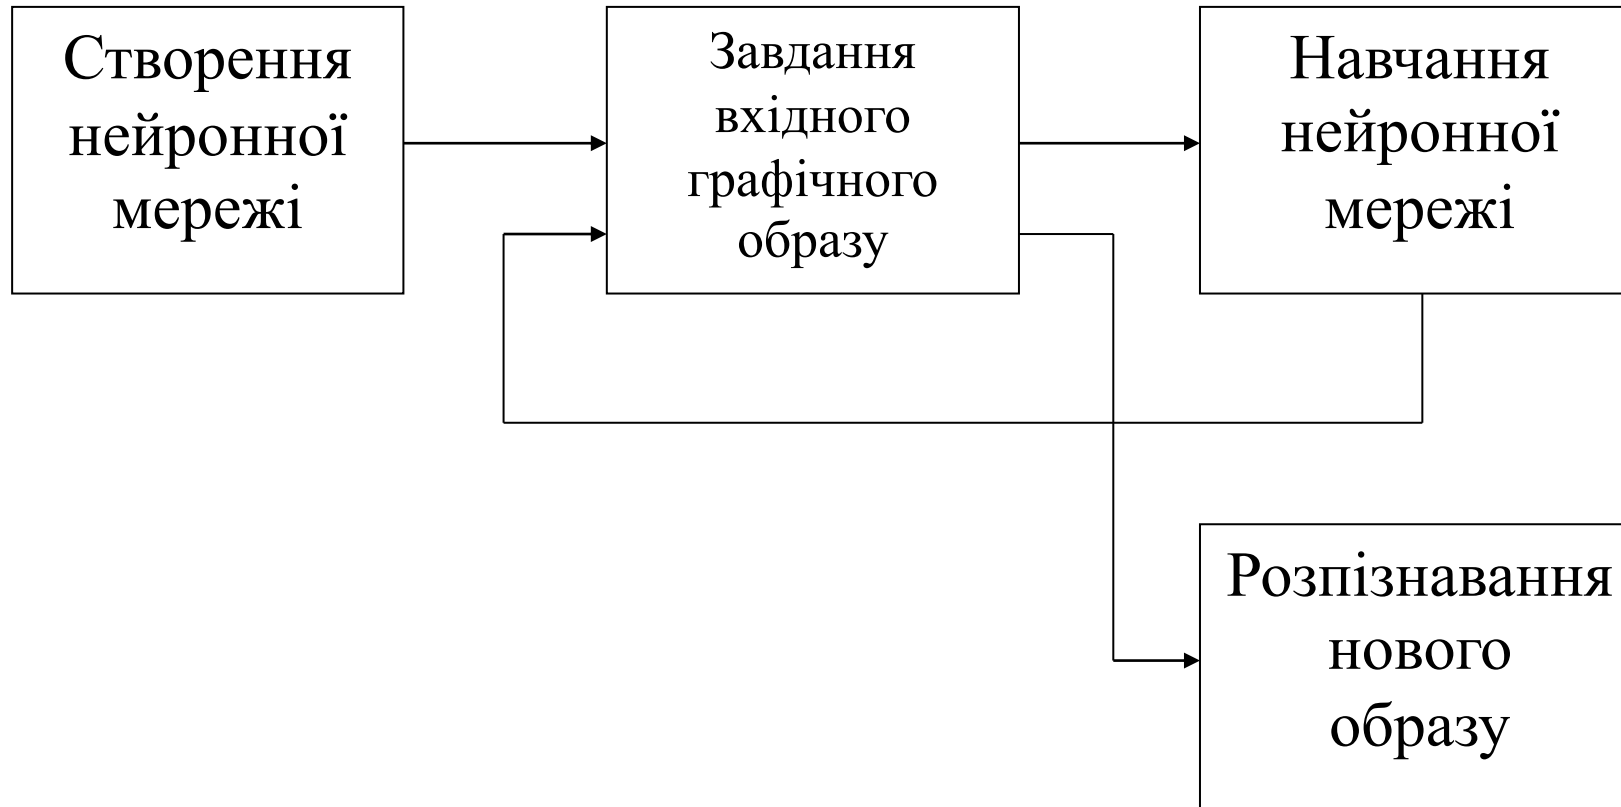 Створення
нейронної
мережі
Завдання
вхідного
графічного
образу
Навчання
нейронної
мережі
Розпізнавання
нового
образу